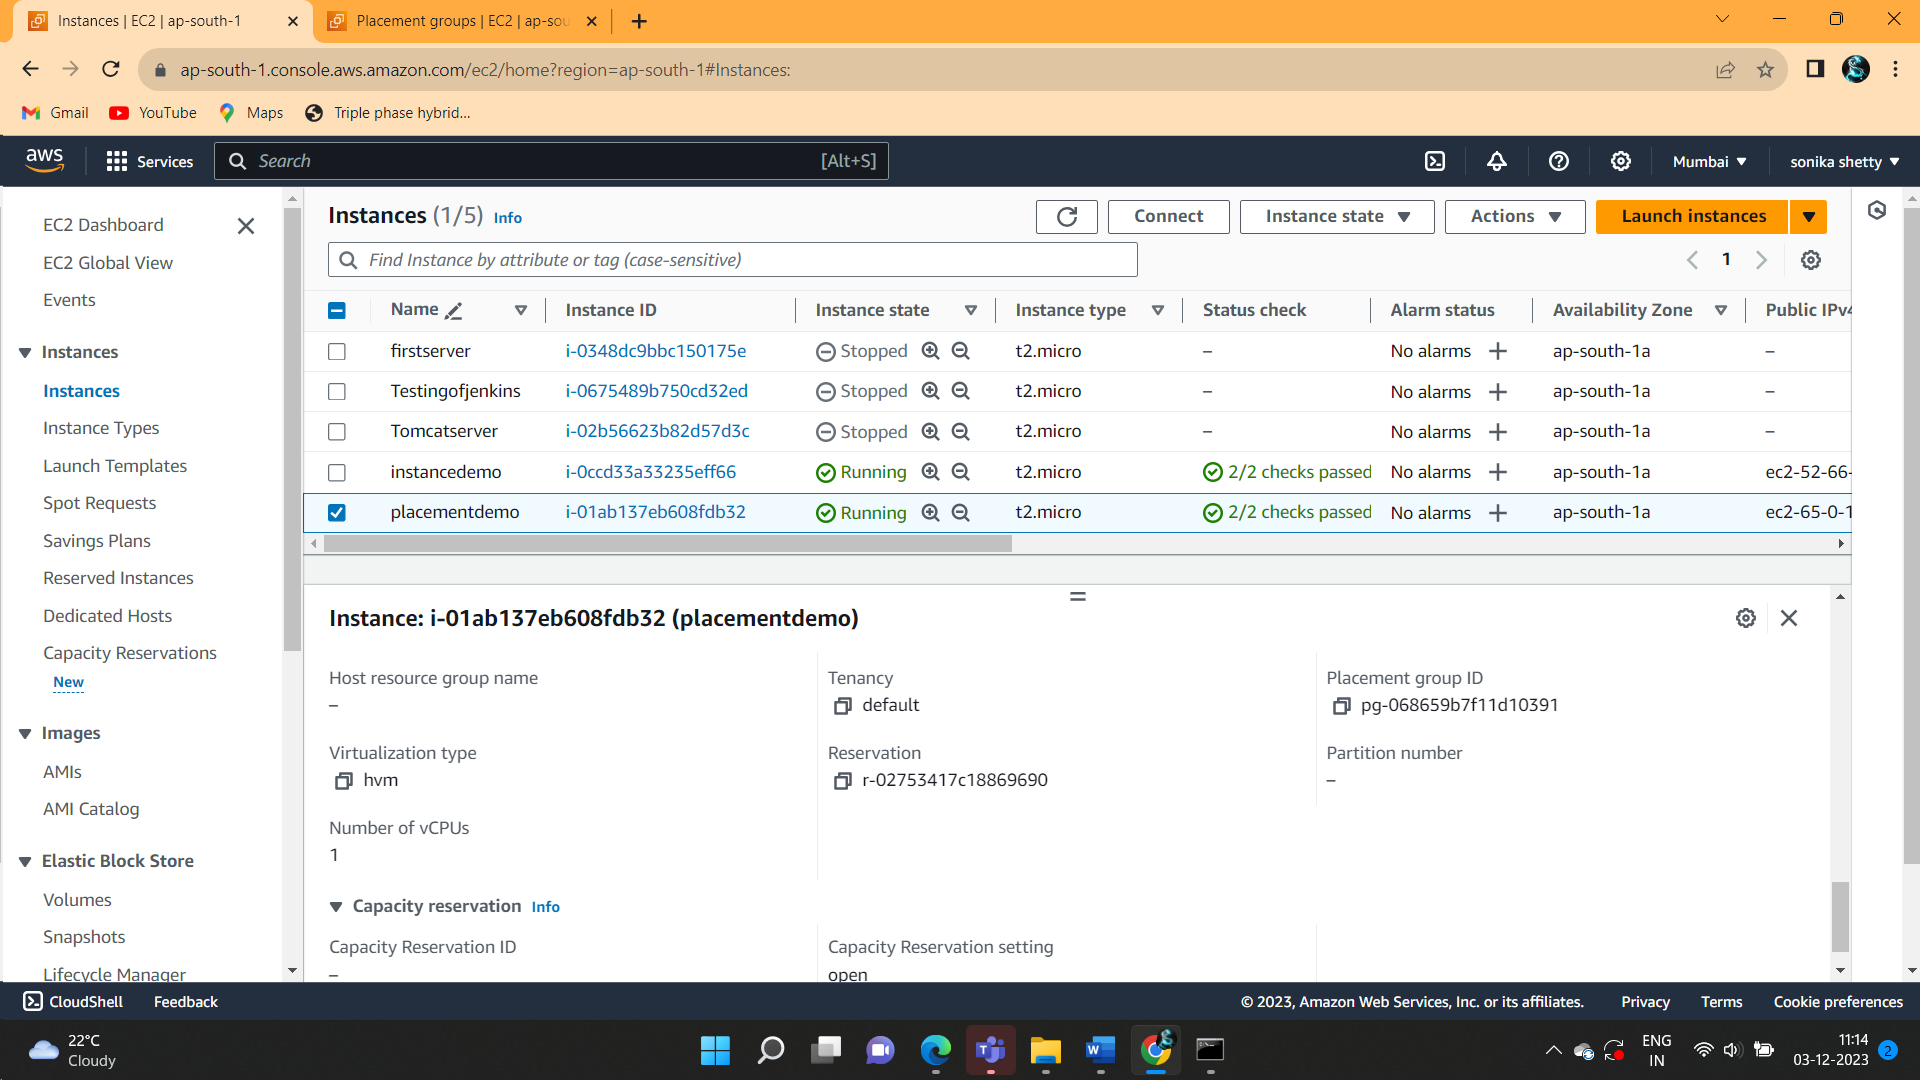 Instances | EC2 | ap-south-1
Placement groups | EC2 | ap-sou
ap-south-1.console.aws.amazon.com/ec2/home?region=ap-south-1#Instances:
Gmail YouTube Maps Triple phase hybrid...
aws Services Search [Alt+S] Mumbai sonika shetty
EC2 Dashboard
EC2 Global View
Events
Instances
Instances
Instance Types
Launch Templates
Spot Requests
Savings Plans
Reserved Instances
Dedicated Hosts
Capacity Reservations
New
Images
AMIs
AMI Catalog
Elastic Block Store
Volumes
Snapshots
Lifecycle Manager
Instances (1/5) Info
Connect Instance state Actions Launch instances
Find Instance by attribute or tag (case-sensitive)
1
Name Instance ID Instance state Instance type Status check Alarm status Availability Zone Public IPv4
firstserver i-0348dc9bbc150175e Stopped t2.micro – No alarms + ap-south-1a –
Testingofjenkins i-0675489b750cd32ed Stopped t2.micro – No alarms + ap-south-1a –
Tomcatserver i-02b56623b82d57d3c Stopped t2.micro – No alarms + ap-south-1a –
instancedemo i-0ccd33a33235eff66 Running t2.micro 2/2 checks passed No alarms + ap-south-1a ec2-52-66-
placementdemo i-01ab137eb608fdb32 Running t2.micro 2/2 checks passed No alarms + ap-south-1a ec2-65-0-1
Instance: i-01ab137eb608fdb32 (placementdemo)
Host resource group name Tenancy Placement group ID
– default pg-068659b7f11d10391
Virtualization type Reservation Partition number
hvm r-02753417c18869690 –
Number of vCPUs
1
Capacity reservation Info
Capacity Reservation ID Capacity Reservation setting
– open
CloudShell Feedback © 2023, Amazon Web Services, Inc. or its affiliates. Privacy Terms Cookie preferences
22°C
Cloudy
ENG
IN
11:14
03-12-2023
2